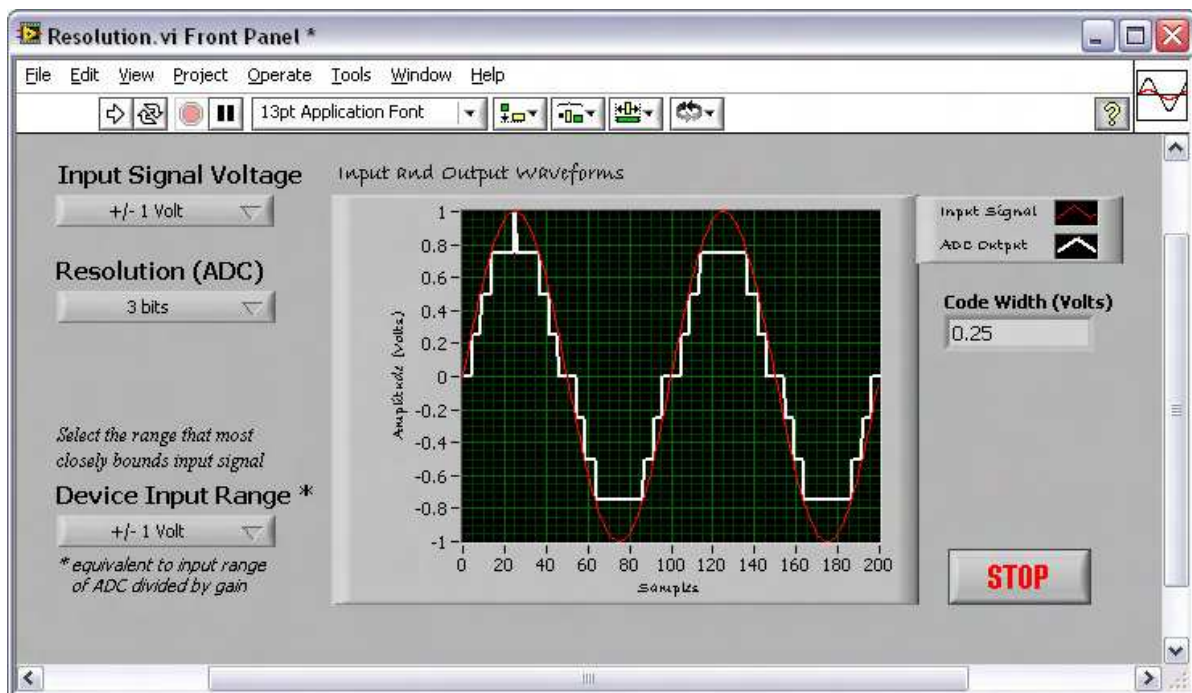 Resolution.vi Front Panel *
File Edit View Project Operate Tools Window Help
13pt Application Font
?
Input Signal Voltage
+/- 1 Volt
Resolution (ADC)
3 bits
Select the range that most
closely bounds input signal
Device Input Range *
+/- 1 Volt
* equivalent to input range
of ADC divided by gain
Input and Output Waveforms
Amplitude (Volts)
1
0.8
0.6
0.4
0.2
0
-0.2
-0.4
-0.6
-0.8
-1
0 20 40 60 80 100 120 140 160 180 200
Samples
Input Signal
ADC Output
Code Width (Volts)
0.25
STOP